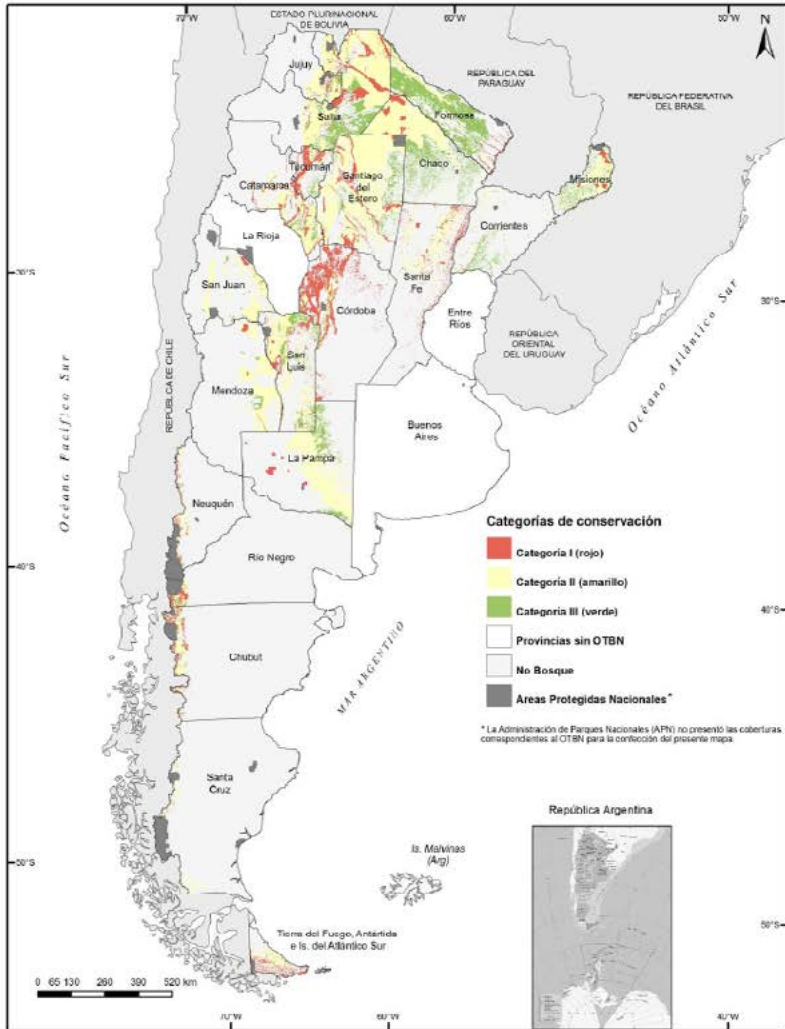 70°W
60°W
50°W
N
ESTADO PLURINACIONAL
DE BOLIVIA
REPÚBLICA DEL
PARAGUAY
REPÚBLICA FEDERATIVA
DEL BRASIL
Jujuy
Salta
Formosa
Chaco
Misiones
Tucumán
Catamarca
Santiago
del
Estero
Corrientes
La Rioja
Santa
Fe
30°S
30°S
San Juan
Córdoba
Entre
Ríos
REPÚBLICA
ORIENTAL
DEL URUGUAY
San
Luis
Mendoza
Buenos
Aires
La Pampa
Océano Pacífico Sur
REPÚBLICA DE CHILE
Océano Atlántico Sur
Neuquén
Río Negro
40°S
40°S
Chubut
MAR ARGENTINO
Categorías de conservación
Categoría I (rojo)
Categoría II (amarillo)
Categoría III (verde)
Provincias sin OTBN
No Bosque
Areas Protegidas Nacionales*
* La Administración de Parques Nacionales (APN) no presentó las coberturas
correspondientes al OTBN para la confección del presente mapa.
Santa
Cruz
República Argentina
Is. Malvinas
(Arg)
50°S
50°S
Tierra del Fuego, Antártida
e Is. del Atlántico Sur
0 65 130 260 390 520 km
70°W
60°W
40°W